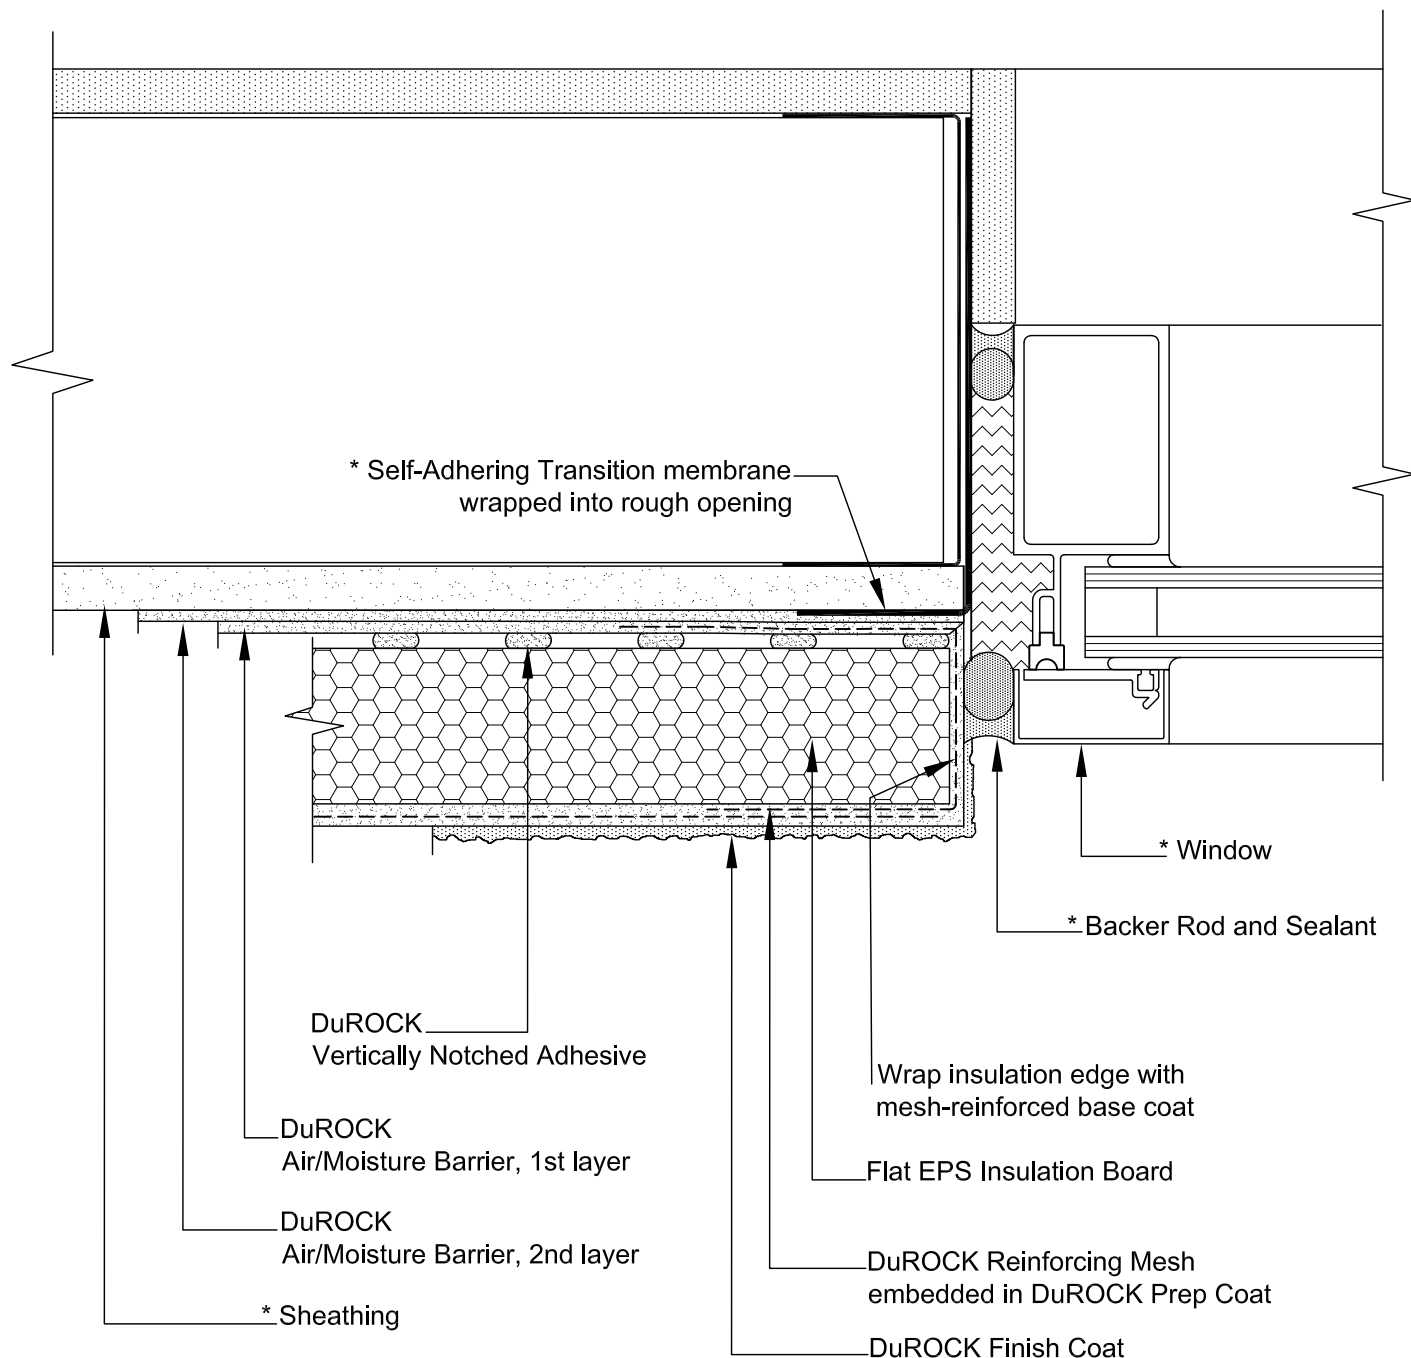 * Self-Adhering Transition membrane
wrapped into rough opening
* Window
* Backer Rod and Sealant
DuROCK
Vertically Notched Adhesive
Wrap insulation edge with
mesh-reinforced base coat
DuROCK
Air/Moisture Barrier, 1st layer
Flat EPS Insulation Board
DuROCK
Air/Moisture Barrier, 2nd layer
DuROCK Reinforcing Mesh
embedded in DuROCK Prep Coat
* Sheathing
DuROCK Finish Coat